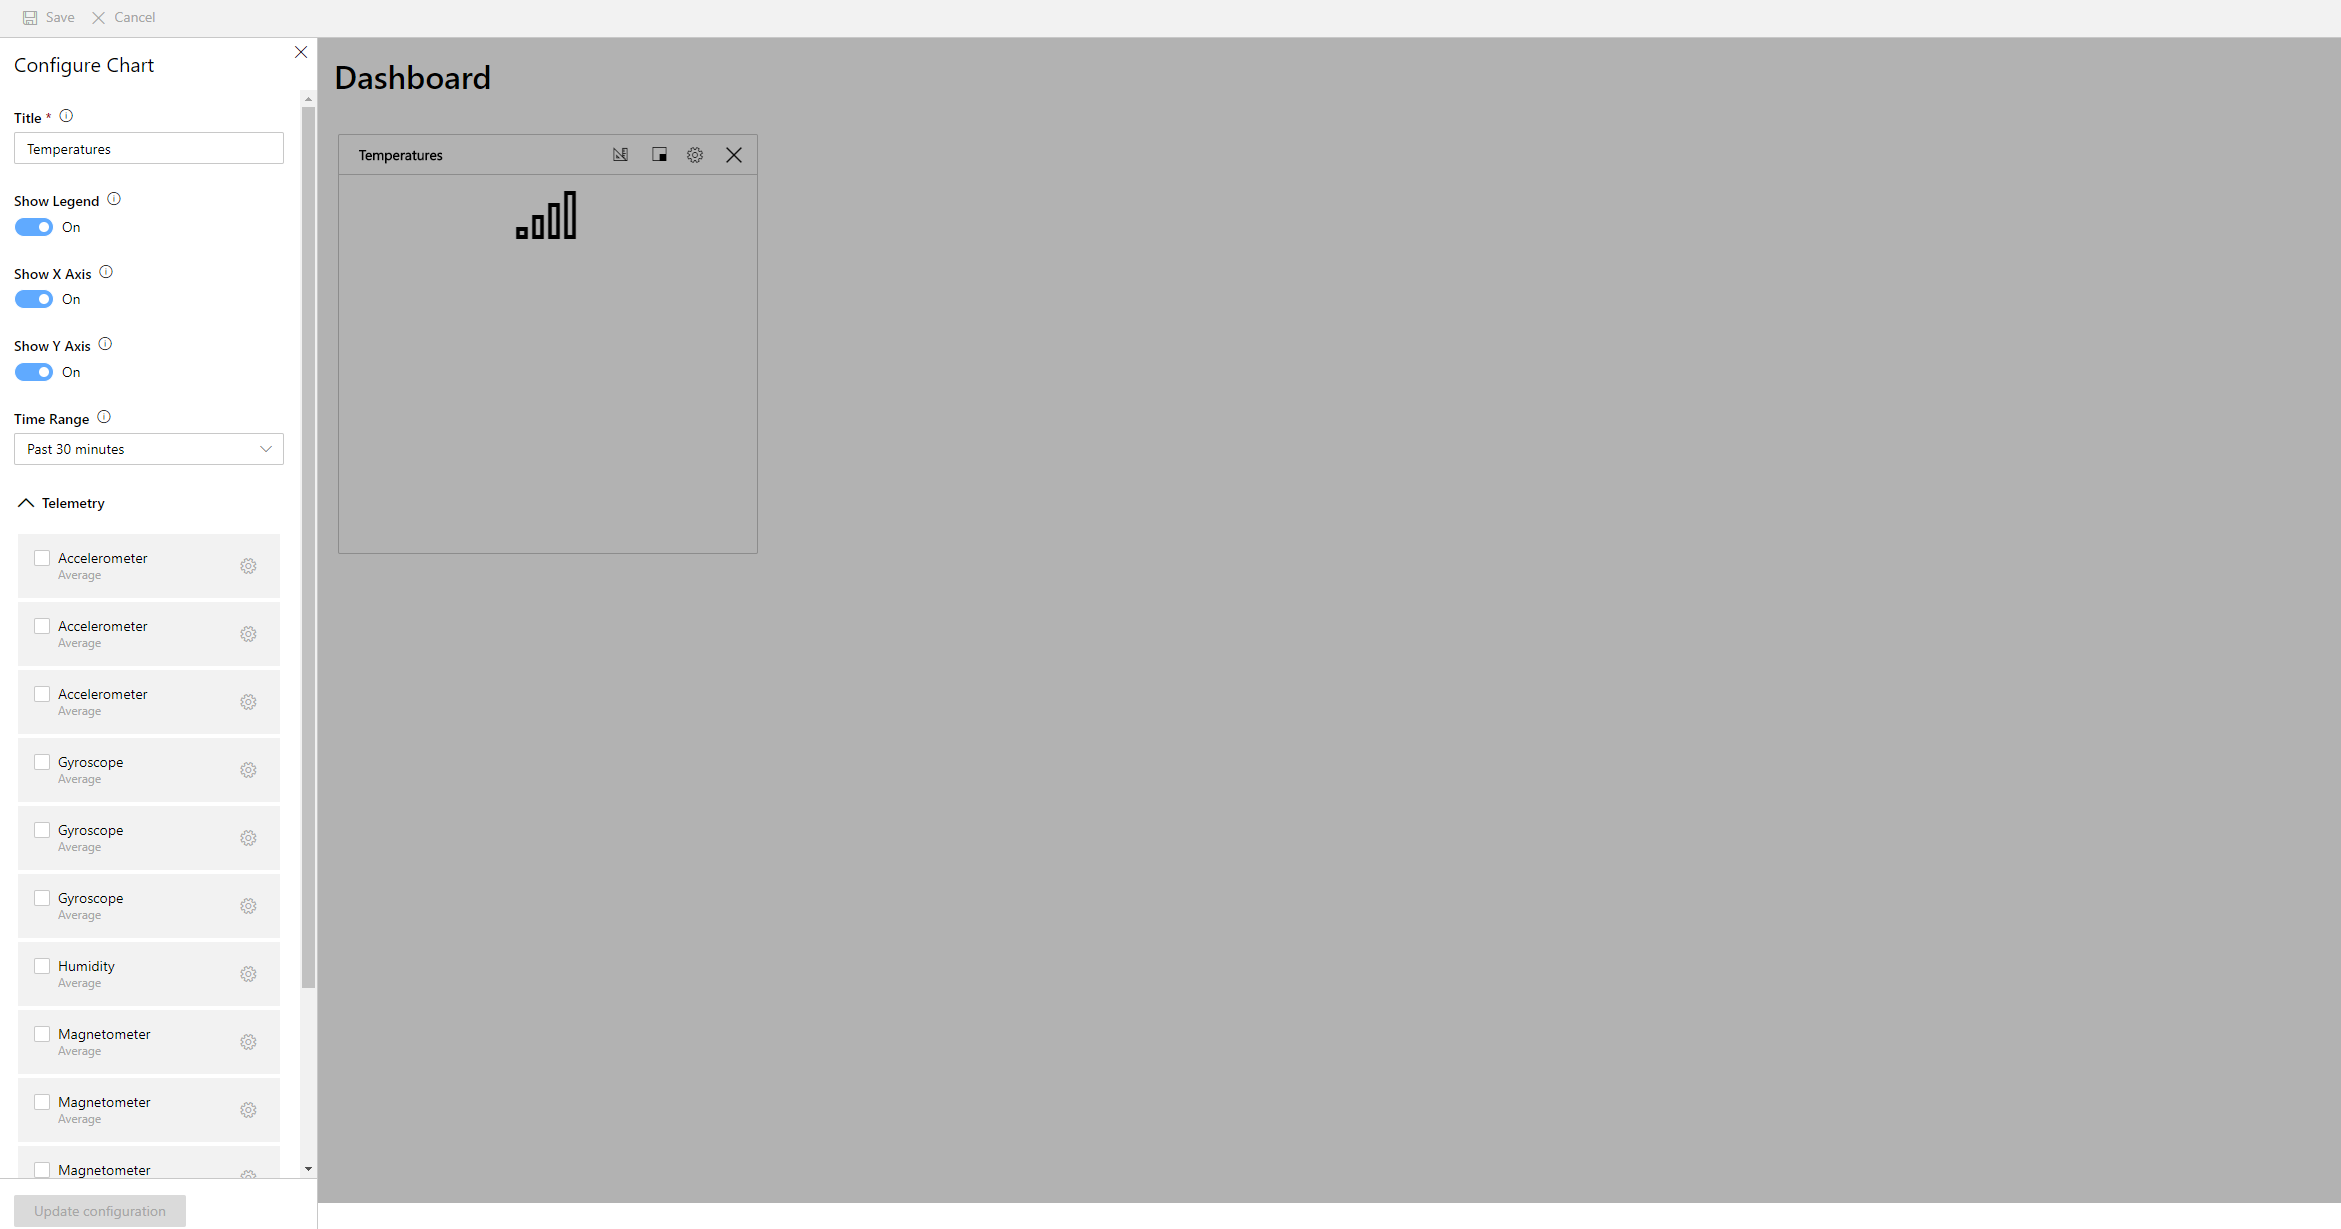 Save Cancel
Configure Chart
Title *
Temperatures
Show Legend
On
Show X Axis
On
Show Y Axis
On
Time Range
Past 30 minutes
Telemetry
Accelerometer
Average
Accelerometer
Average
Accelerometer
Average
Gyroscope
Average
Gyroscope
Average
Gyroscope
Average
Humidity
Average
Magnetometer
Average
Magnetometer
Average
Magnetometer
Update configuration
Dashboard
Temperatures